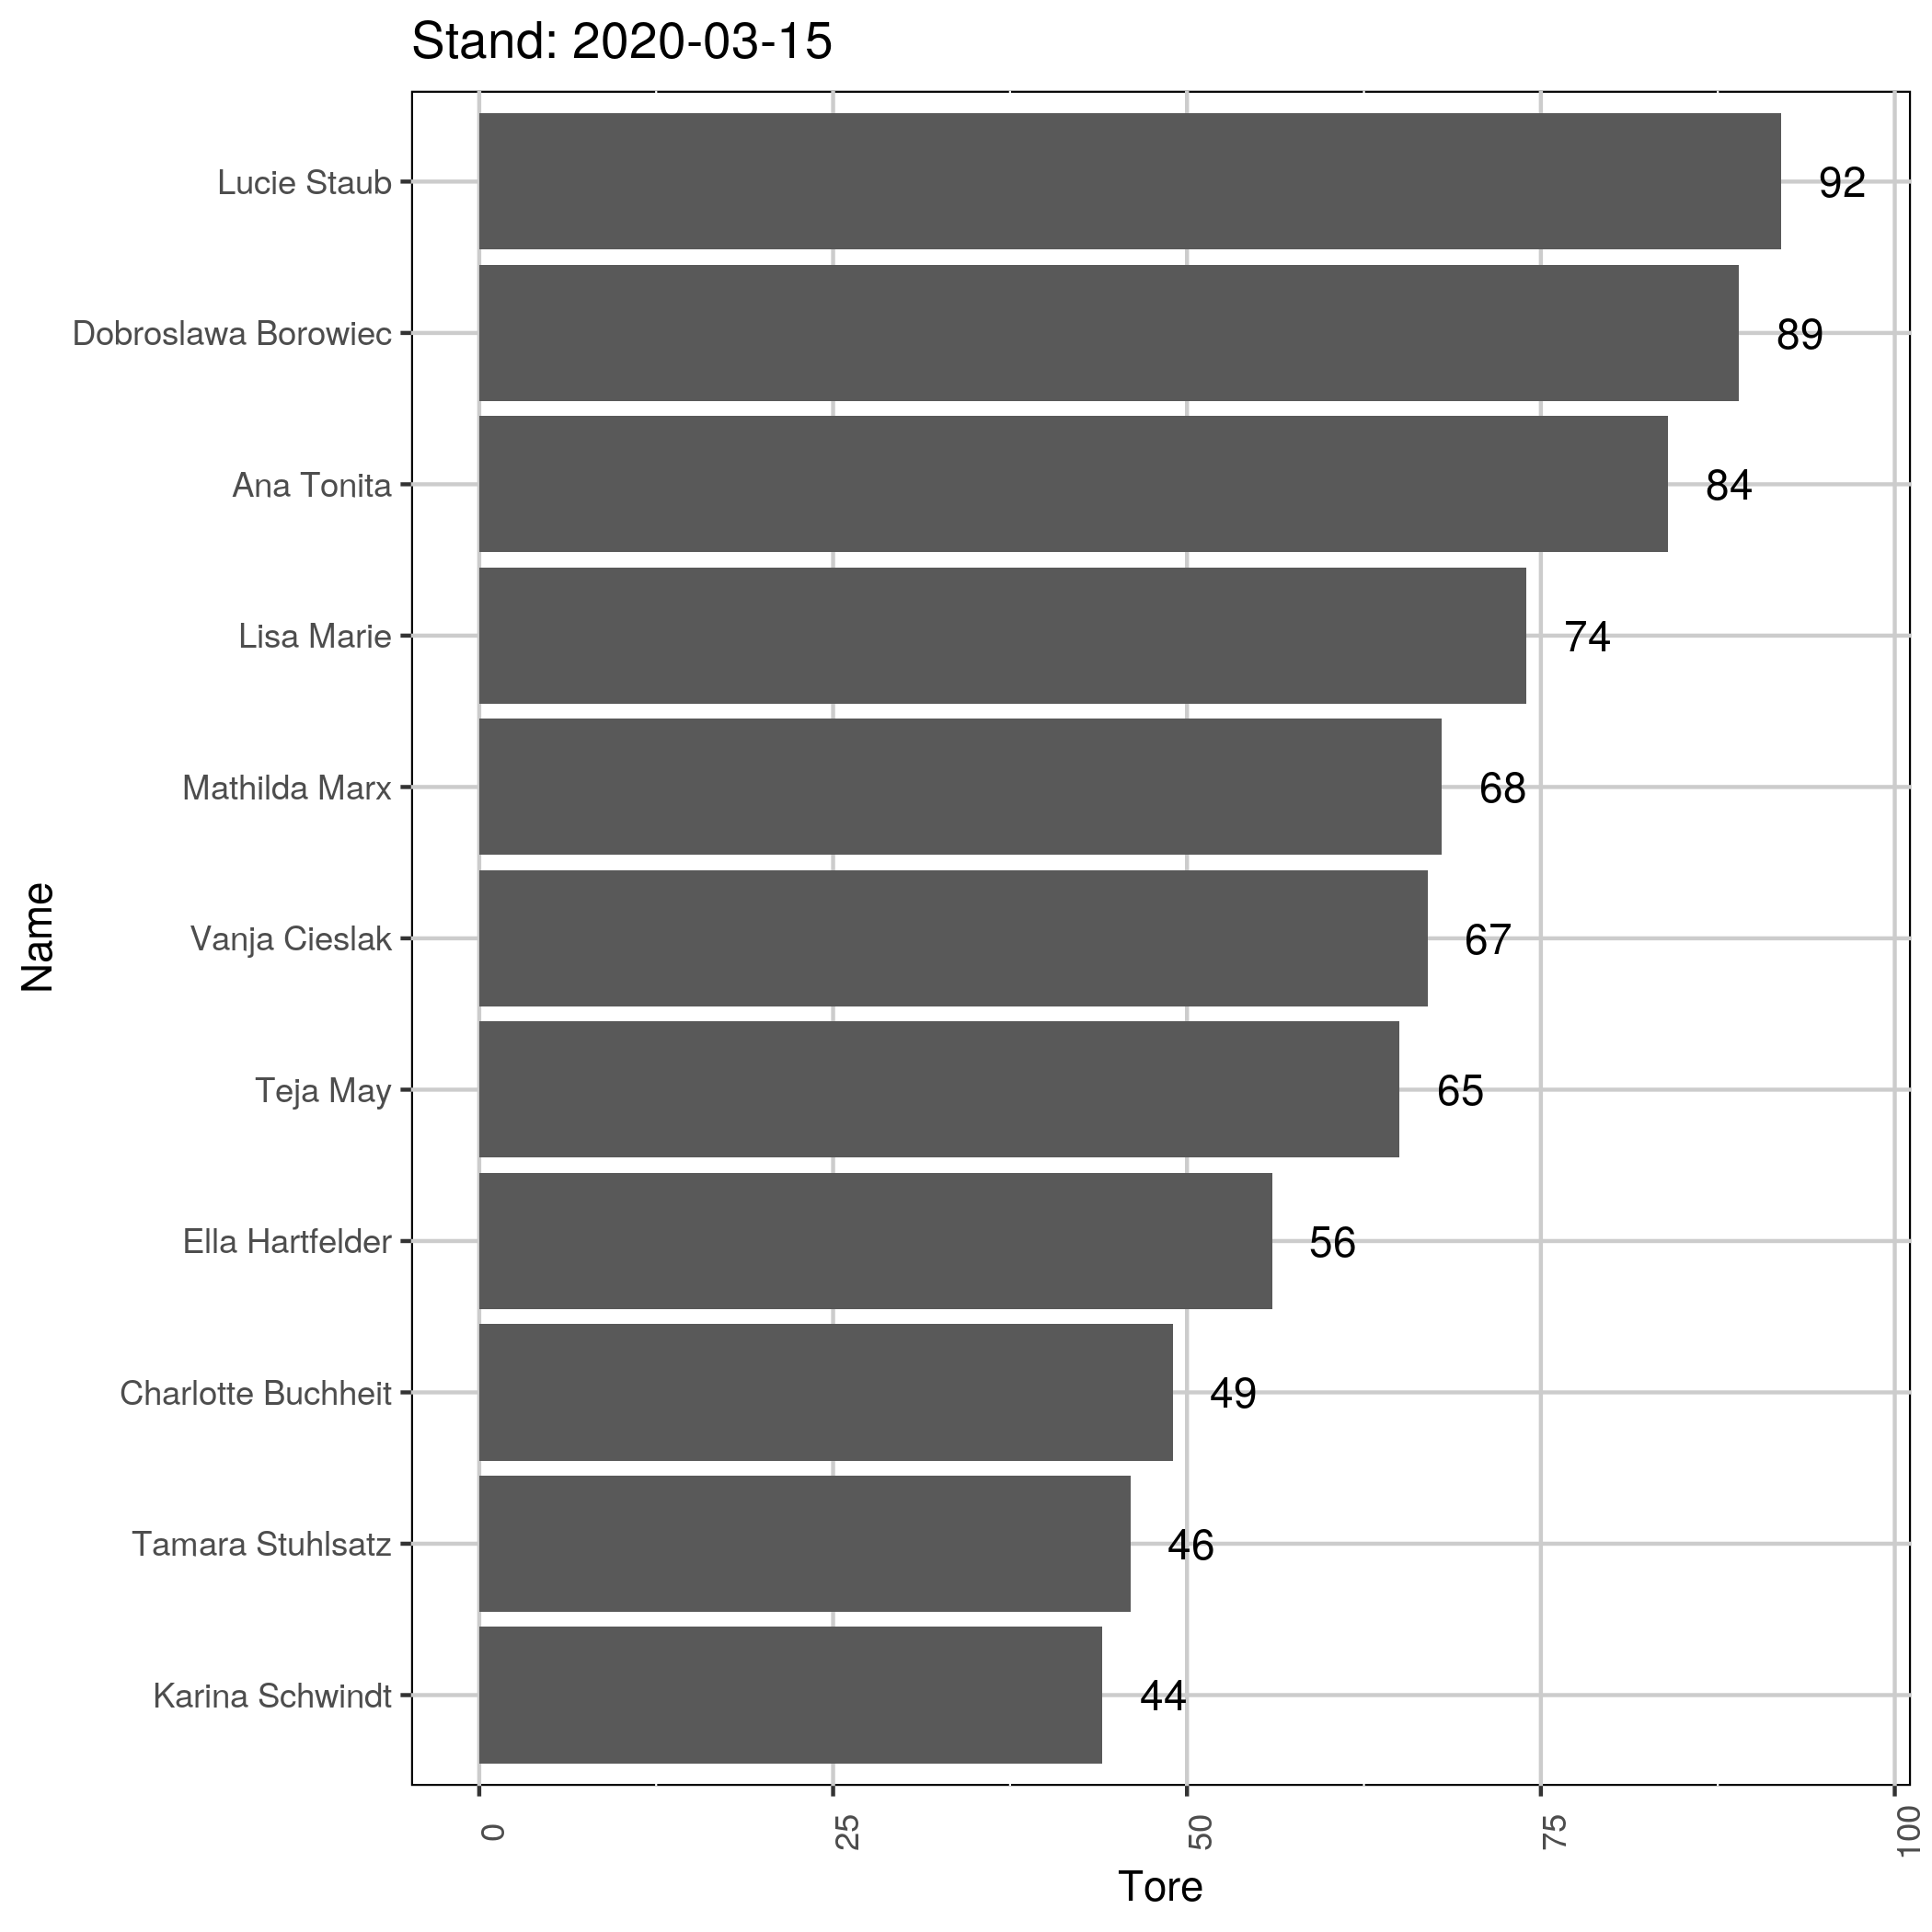 Stand: 2020-03-15
Lucie Staub 92
Dobroslawa Borowiec 89
Ana Tonita 84
Lisa Marie 74
Mathilda Marx 68
Vanja Cieslak 67
Teja May 65
Ella Hartfelder 56
Charlotte Buchheit 49
Tamara Stuhlsatz 46
Karina Schwindt 44
Name
0 25 50 75 100
Tore